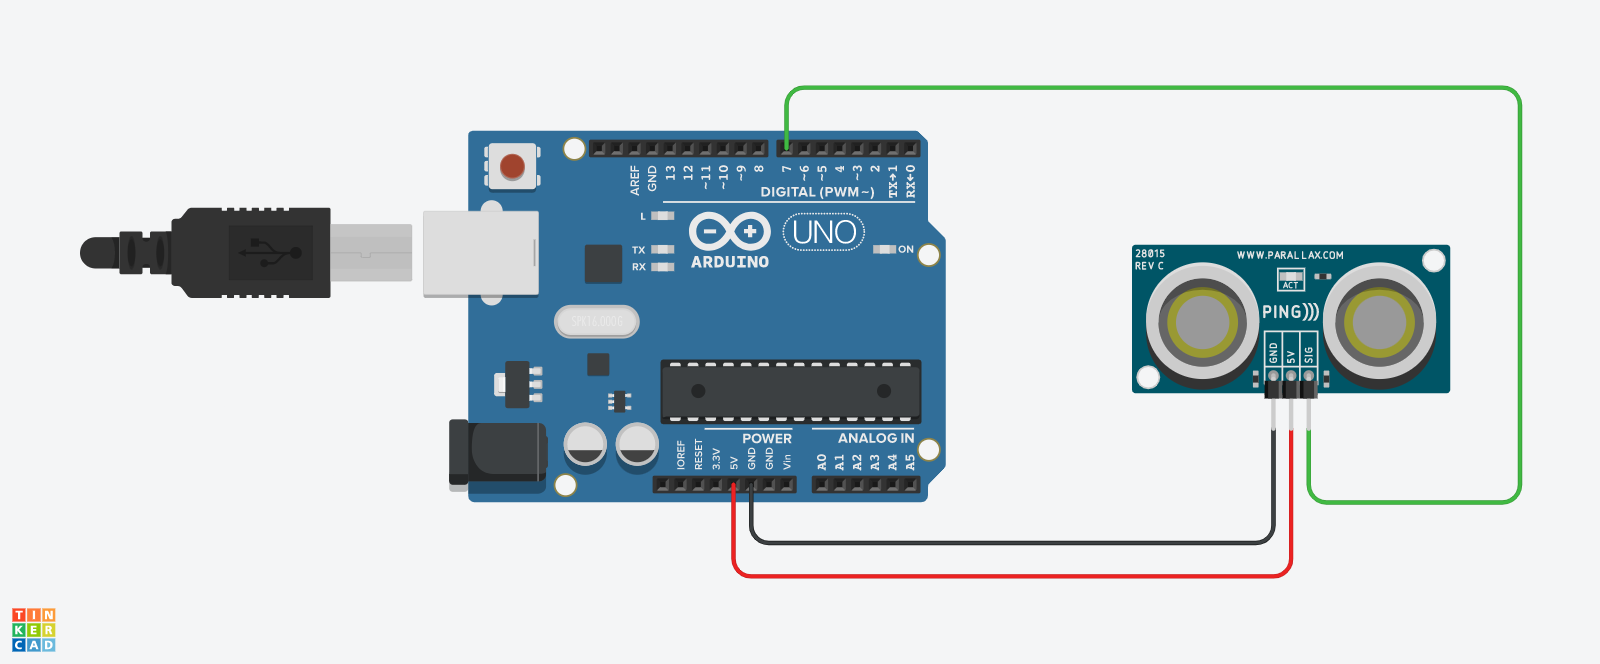 AREF
GND
13
12
~11
~10
~9
8
7
~6
~5
4
~3
2
TX→1
RX←0
DIGITAL (PWM~)
L
TX
RX
ARDUINO
UNO
ON
IOREF
RESET
3.3V
5V
GND
GND
Vin
POWER
ANALOG IN
A0
A1
A2
A3
A4
A5
28015
REV C
WWW.PARALLAX.COM
ACT
PING)))
GND
5V
SIG
TIN
KER
CAD